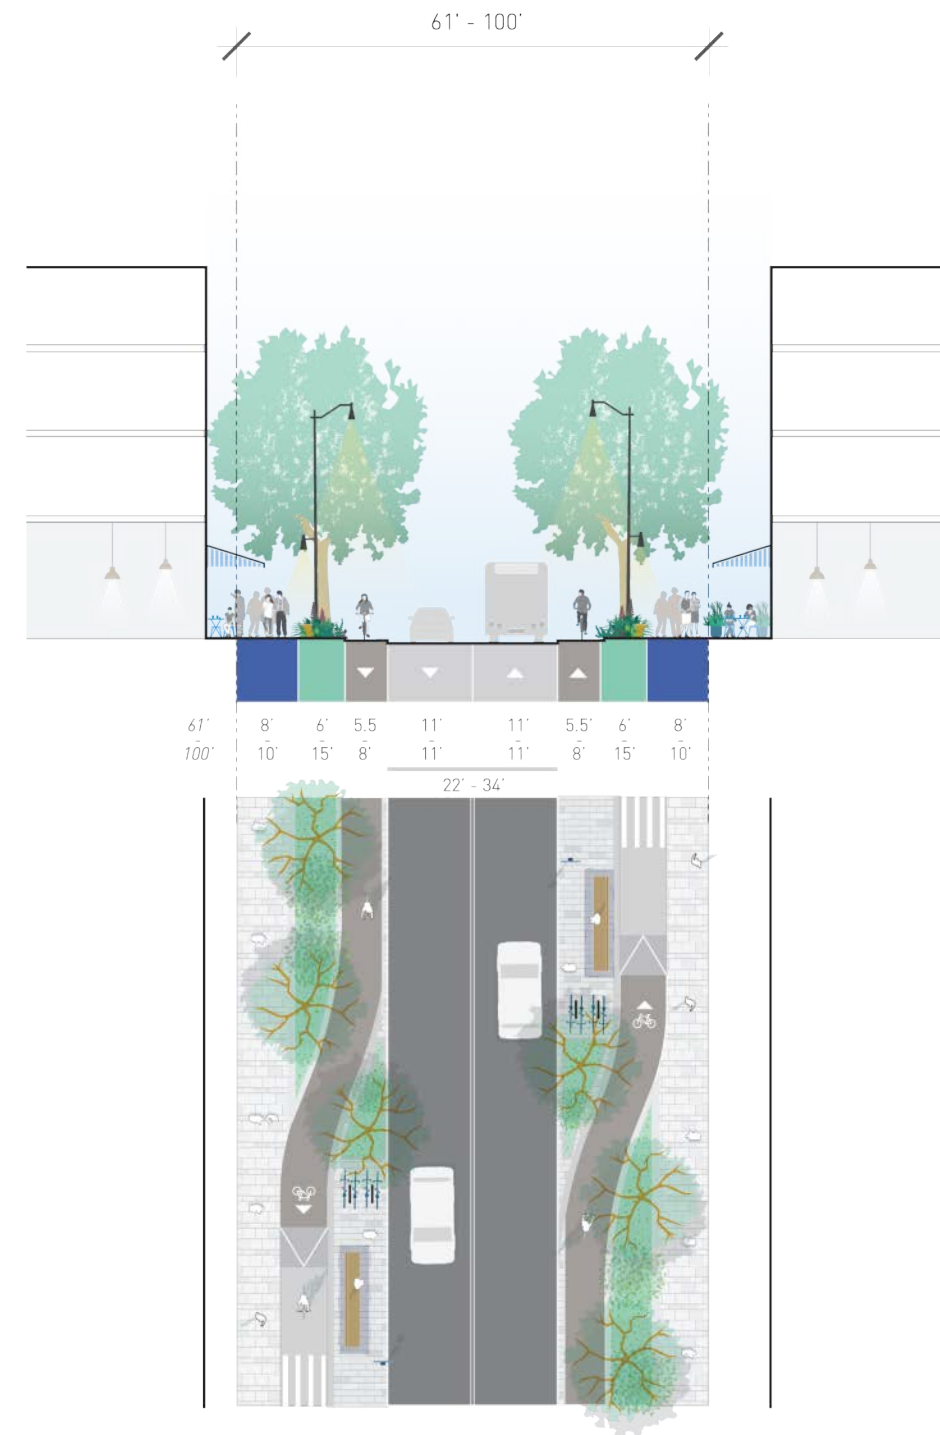 61' - 100'
61' 8' 6' 5.5 11' 11' 5.5' 6' 8'
- - - - - - - - -
100' 10' 15' 8' 11' 11' 8' 15' 10'
22' - 34'